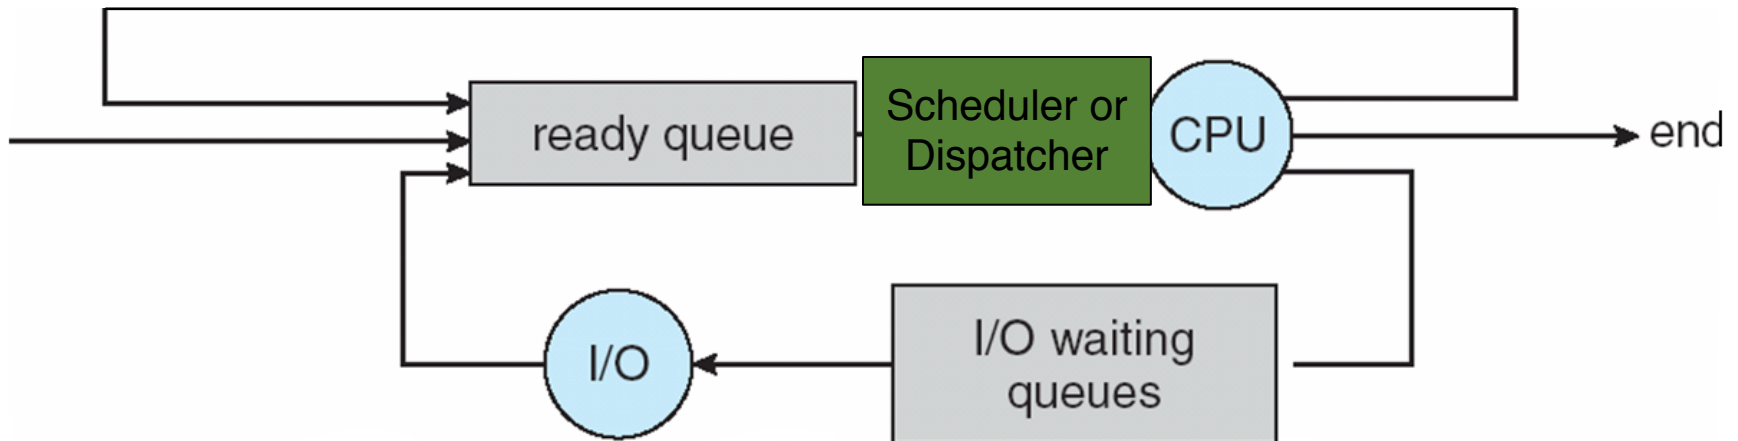 ready queue
Scheduler or
Dispatcher
CPU
end
I/O
I/O waiting
queues